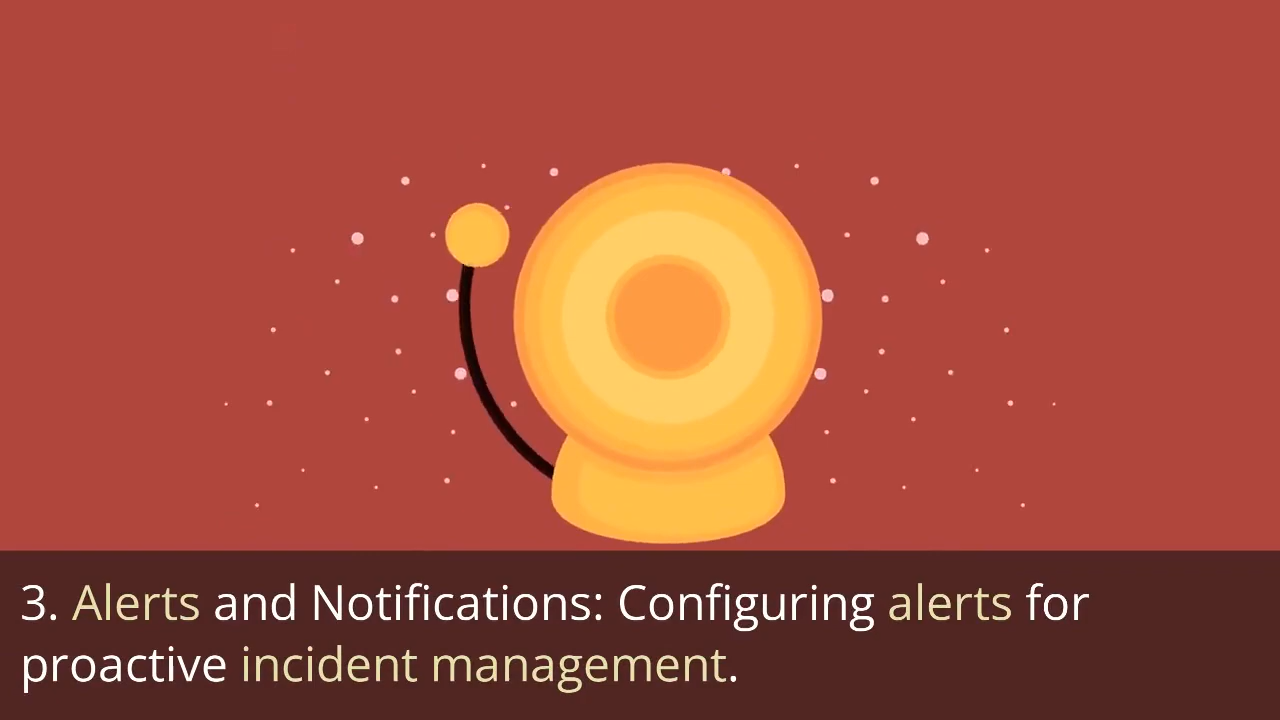 3. Alerts and Notifications: Configuring alerts for
proactive incident management.